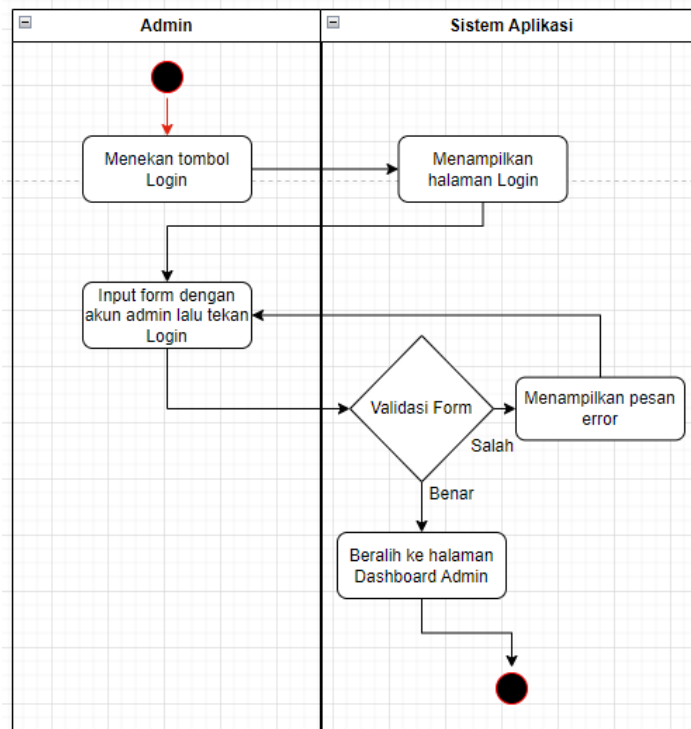 Admin
Sistem Aplikasi
Menekan tombol
Login
Menampilkan
halaman Login
Input form dengan
akun admin lalu tekan
Login
Validasi Form
Menampilkan pesan
error
Salah
Benar
Beralih ke halaman
Dashboard Admin